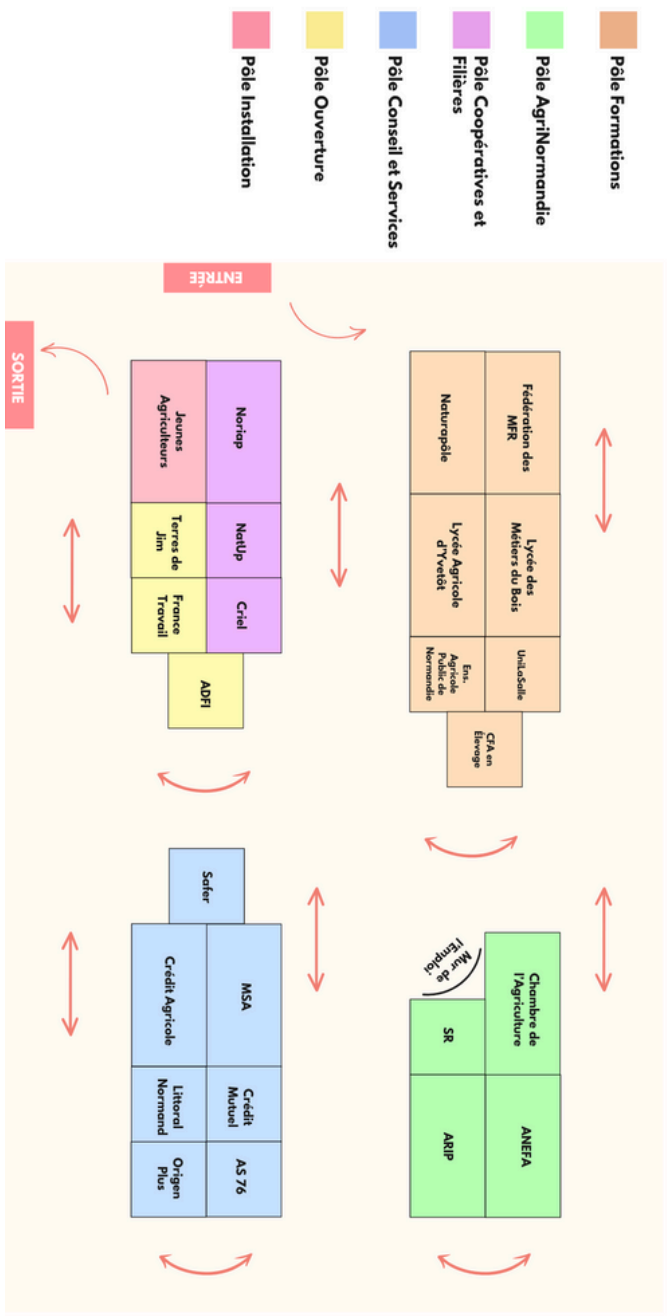 Pôle Formations
Pôle AgriNormandie
Pôle Coopératives et
Filières
Pôle Conseil et Services
Pôle Ouverture
Pôle Installation
ENTRÉE
SORTIE
Fédération des
MFR
Lycée des
Métiers du Bois
UniLaSalle
Naturapôle
Lycée Agricole
d'Yvetôt
Ens.
Agricole
Public de
Normandie
CFA en
Élevage
Chambre de
l'Agriculture
ANEFA
Mur de
l'Emploi
SR
ARIP
Noriap
NatUp
Criel
Jeunes
Agriculteurs
Terres de
Jim
France
Travail
ADFI
Safer
MSA
Crédit
Mutuel
AS 76
Crédit Agricole
Littoral
Normand
Origen
Plus